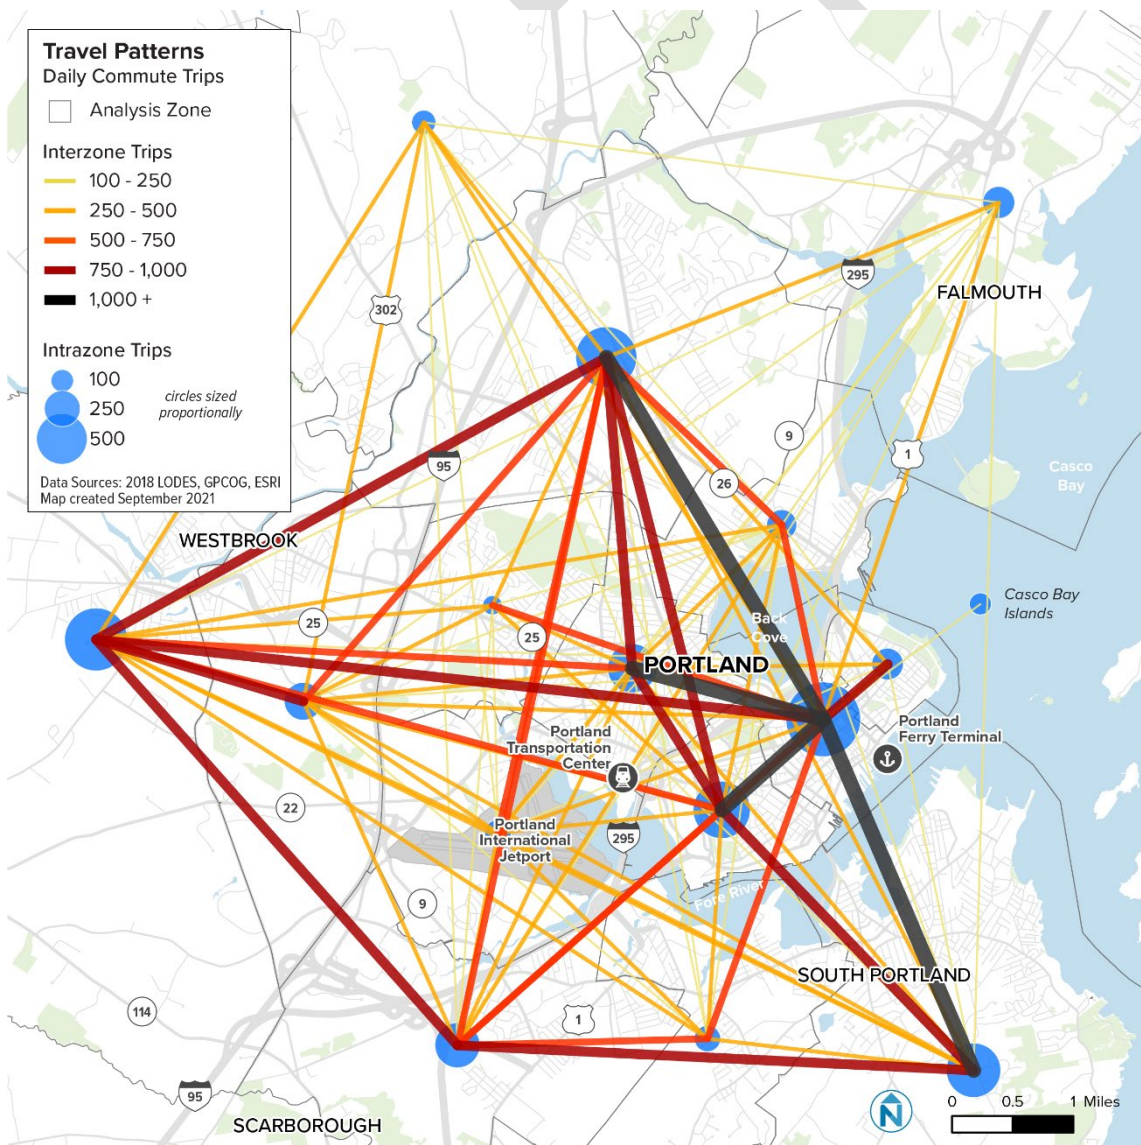 Travel Patterns
Daily Commute Trips
Analysis Zone
Interzone Trips
100 - 250
250 - 500
500 - 750
750 - 1,000
1,000 +
Intrazone Trips
100
250
500
circles sized
proportionally
Data Sources: 2018 LODES, GPCOG, ESRI
Map created September 2021
302
295
FALMOUTH
9
1
95
26
Casco
Bay
WESTBROOK
Casco Bay
Islands
25
25
Back
Cove
PORTLAND
Portland
Transportation
Center
Portland
Ferry Terminal
22
Portland
International
Jetport
295
9
Fore River
SOUTH PORTLAND
114
1
95
SCARBOROUGH
N
0 0.5 1 Miles